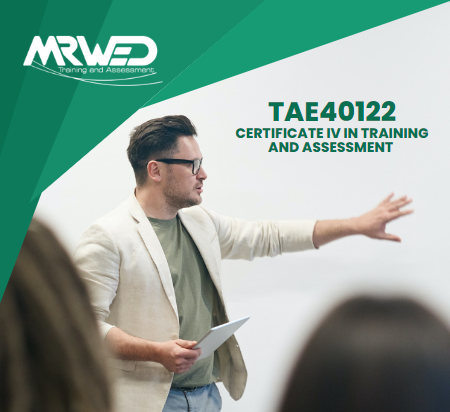 MRWED
Training and Assessment
TAE40122
CERTIFICATE IV IN TRAINING
AND ASSESSMENT